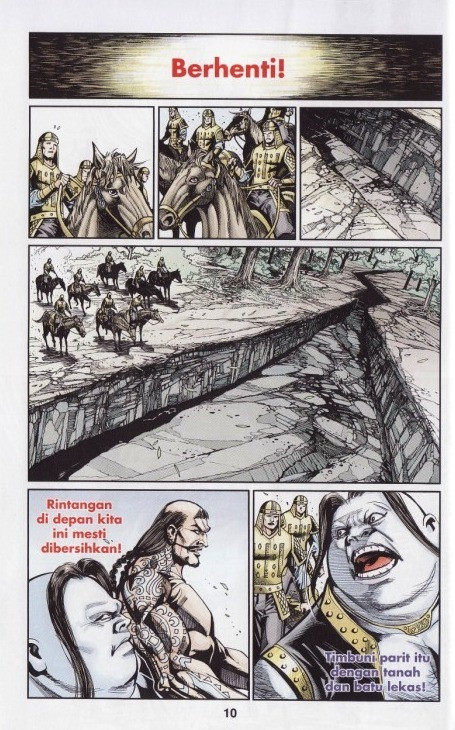 Berhenti!
Rintangan
di depan kita
ini mesti
dibersihkan!
Timbuni parit itu
dengan tanah
dan batu lekas!
10